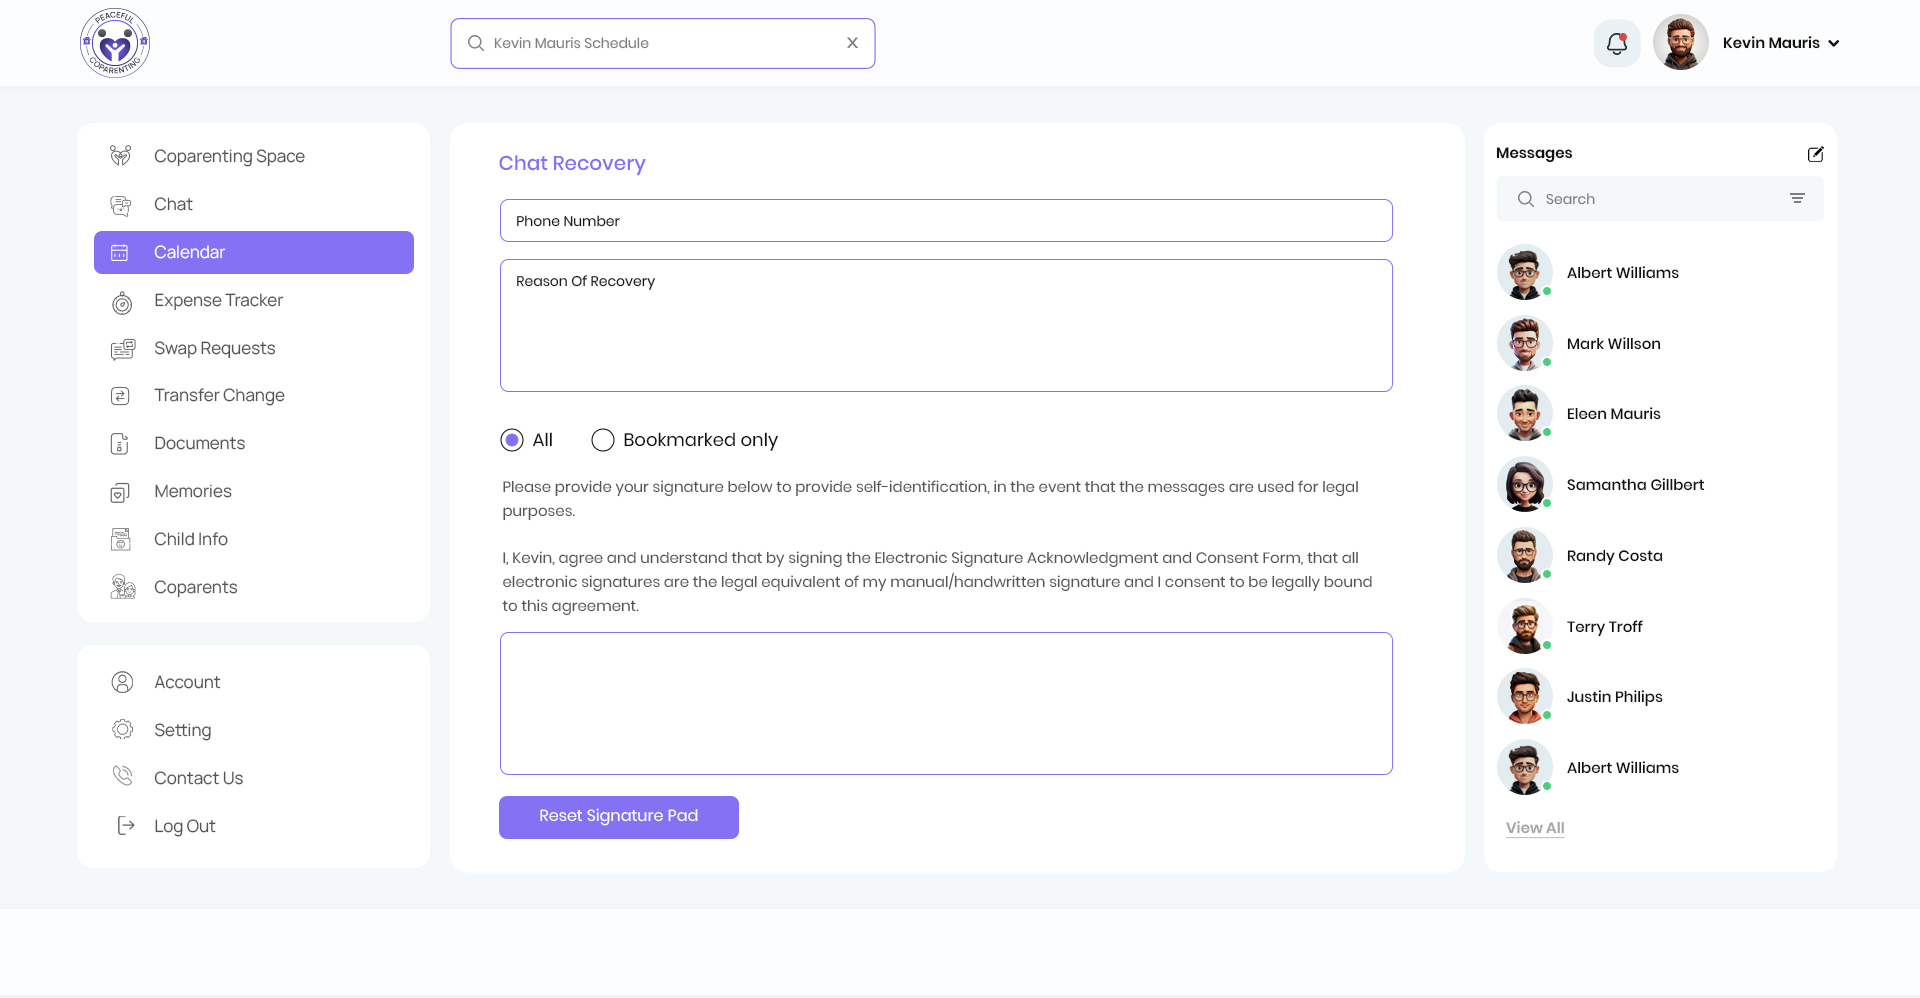 PEACEFUL
COPARENTING
Kevin Mauris Schedule
X
Kevin Mauris
Coparenting Space
Chat
Calendar
Expense Tracker
Swap Requests
Transfer Change
Documents
Memories
Child Info
Coparents
Account
Setting
Contact Us
Log Out
Chat Recovery
Phone Number
Reason Of Recovery
All
Bookmarked only
Please provide your signature below to provide self-identification, in the event that the messages are used for legal
purposes.
I, Kevin, agree and understand that by signing the Electronic Signature Acknowledgment and Consent Form, that all
electronic signatures are the legal equivalent of my manual/handwritten signature and I consent to be legally bound
to this agreement.
Reset Signature Pad
Messages
Search
Albert Williams
Mark Willson
Eleen Mauris
Samantha Gillbert
Randy Costa
Terry Troff
Justin Philips
Albert Williams
View All